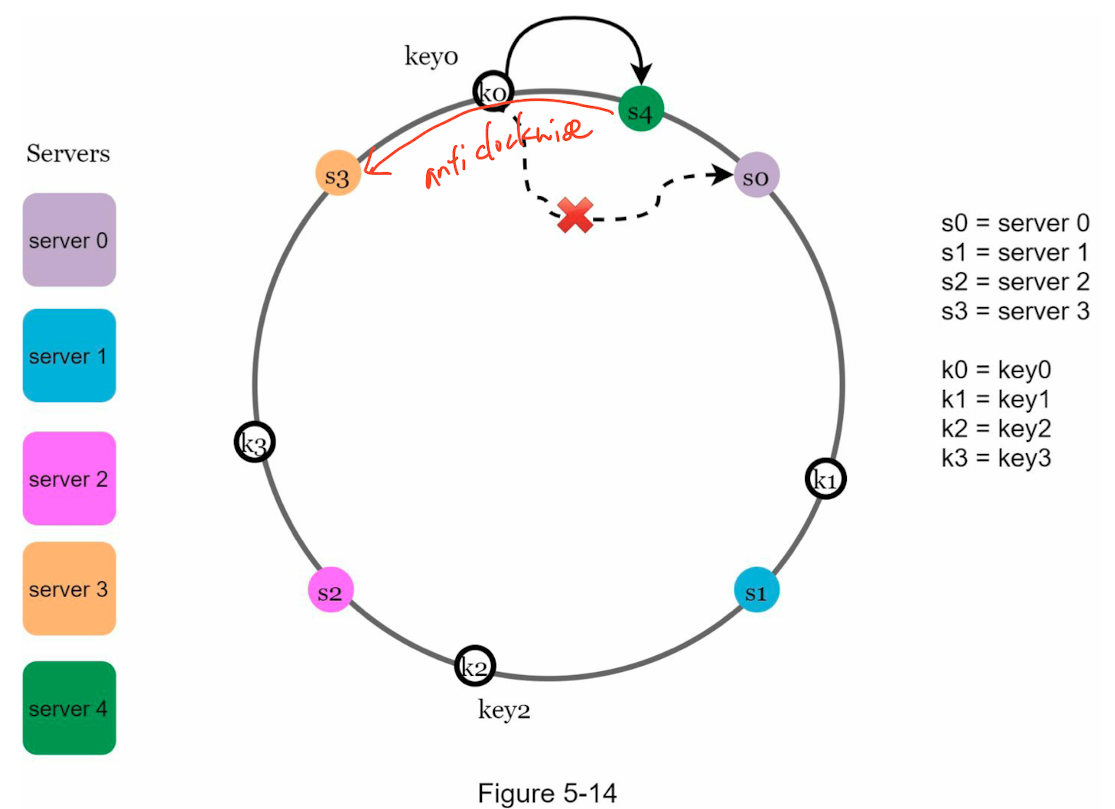 key0
k0
s4
anticlockwise
s3
s0
Servers
server 0
server 1
server 2
server 3
server 4
s0 = server 0
s1 = server 1
s2 = server 2
s3 = server 3
k0 = key0
k1 = key1
k2 = key2
k3 = key3
k3
k1
s2
s1
k2
key2
Figure 5-14